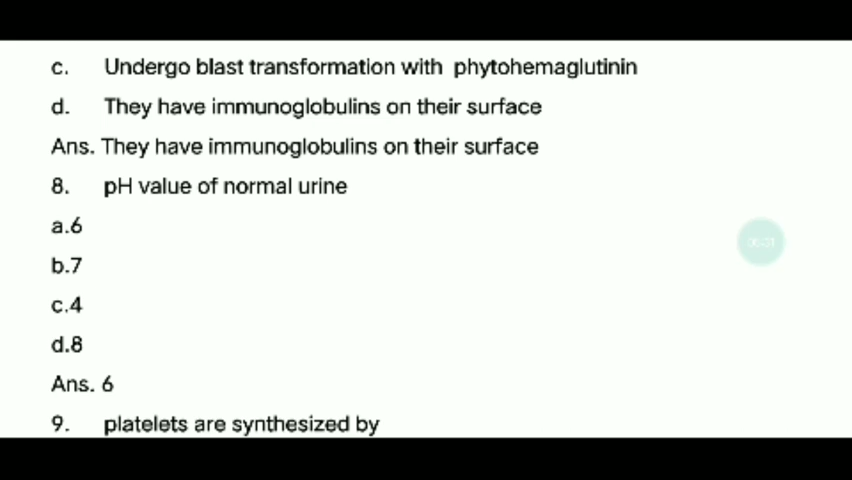 c. Undergo blast transformation with phytohemaglutinin
d. They have immunoglobulins on their surface
Ans. They have immunoglobulins on their surface
8. pH value of normal urine
a.6
b.7
c.4
d.8
Ans. 6
9. platelets are synthesized by